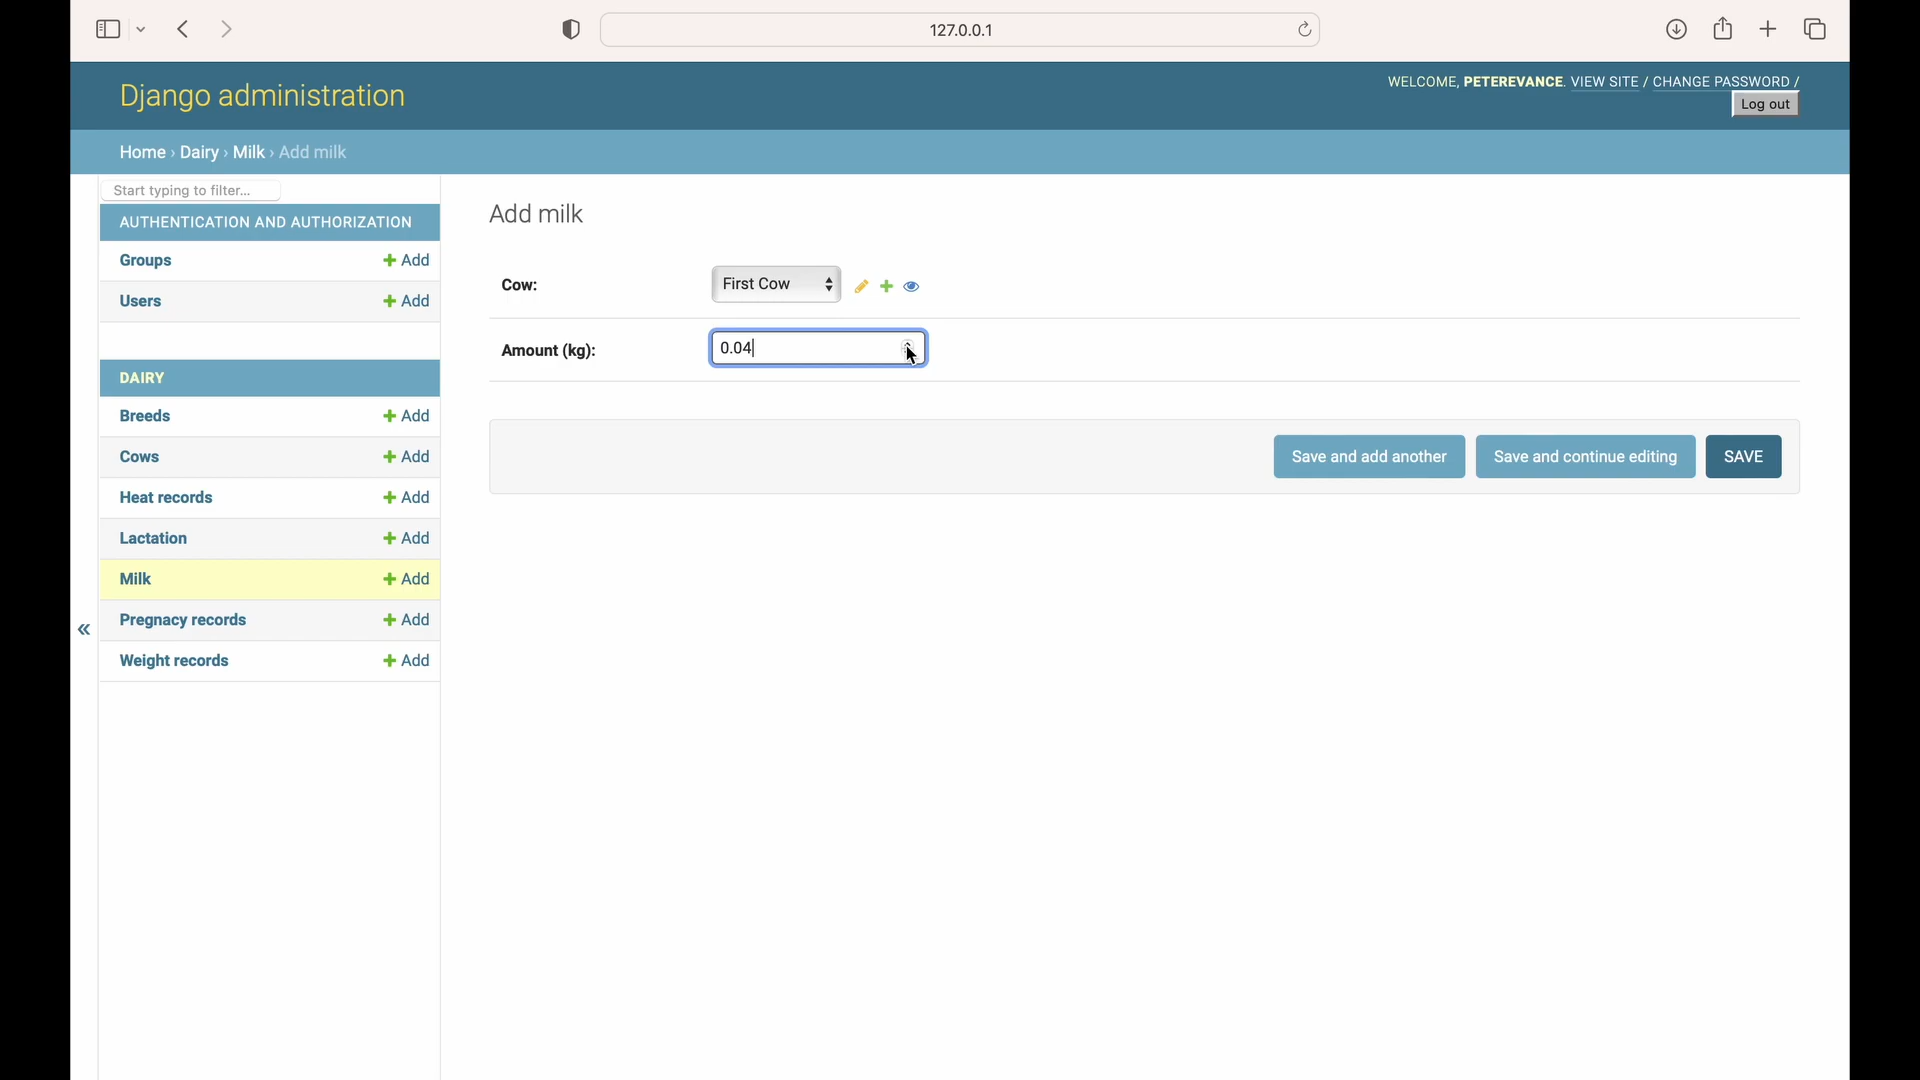 127.0.0.1
Django administration
WELCOME, PETEREVANCE. VIEW SITE / CHANGE PASSWORD /
Log out
Home › Dairy › Milk › Add milk
Start typing to filter...
AUTHENTICATION AND AUTHORIZATION
Groups + Add
Users + Add
DAIRY
Breeds + Add
Cows + Add
Heat records + Add
Lactation + Add
Milk + Add
Pregnacy records + Add
Weight records + Add
«
Add milk
Cow: First Cow
Amount (kg): 0.04
Save and add another Save and continue editing SAVE